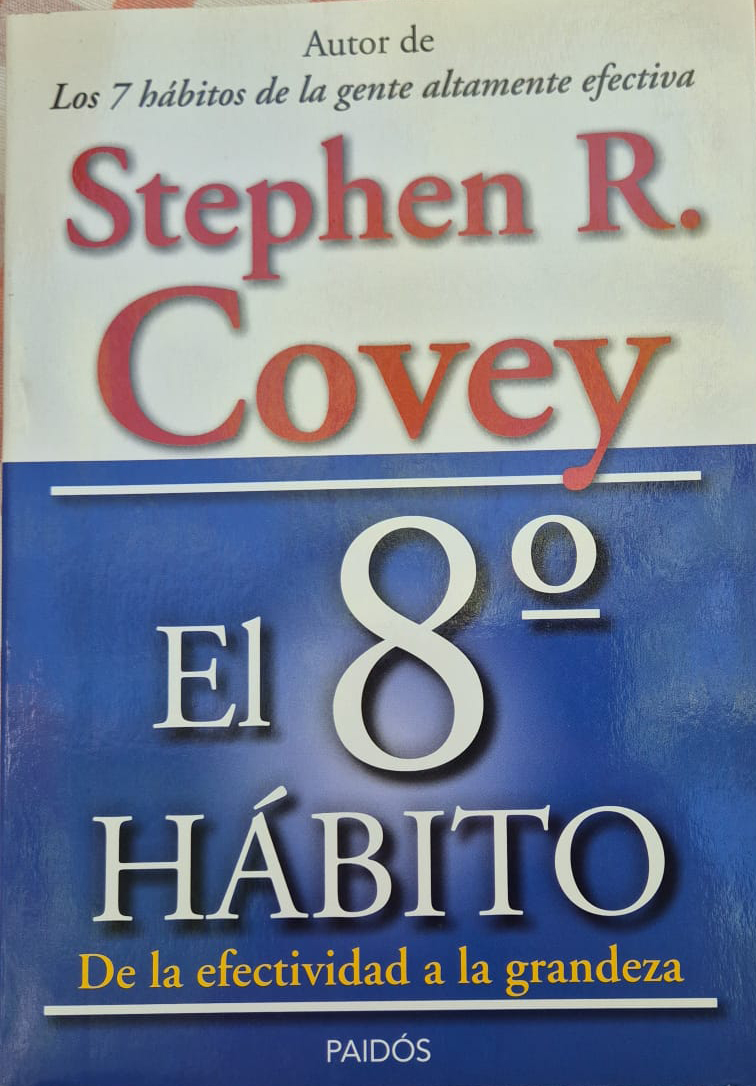 Autor de
Los 7 hábitos de la gente altamente efectiva
Stephen R.
Covey
El 8º
HÁBITO
De la efectividad a la grandeza
PAIDÓS